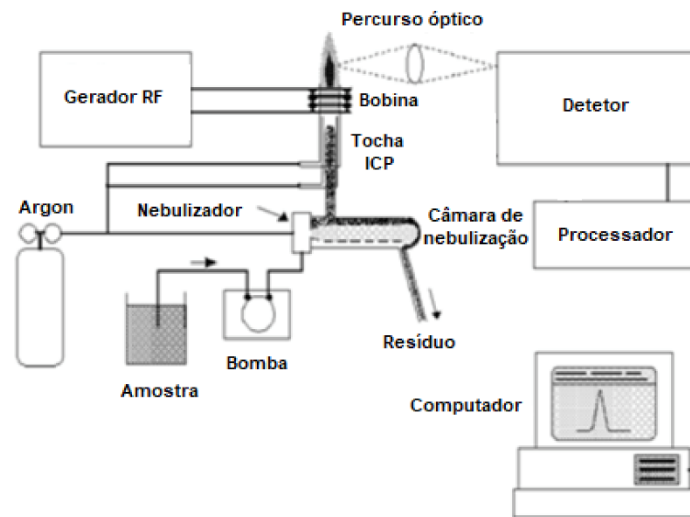 Percurso óptico
Gerador RF
Bobina
Detetor
Tocha
ICP
Argon
Nebulizador
Câmara de
nebulização
Processador
Resíduo
Bomba
Amostra
Computador